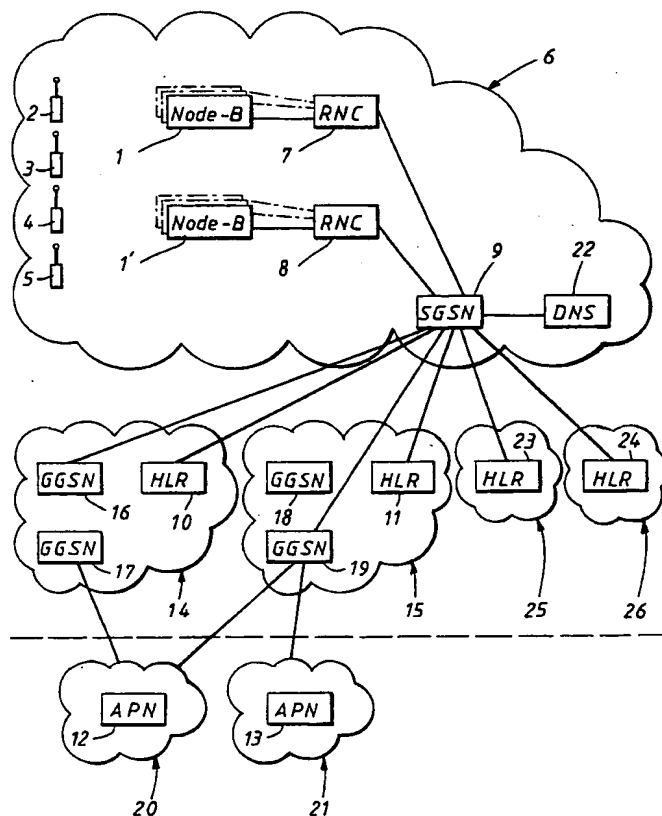 6
2
Node-B
RNC
1
7
3
4
Node-B
RNC
9
22
5
1'
8
SGSN
DNS
GGSN
HLR
GGSN
HLR
23
HLR
24
HLR
16
10
18
11
GGSN
GGSN
17
19
14
15
25
26
APN
APN
12
13
20
21